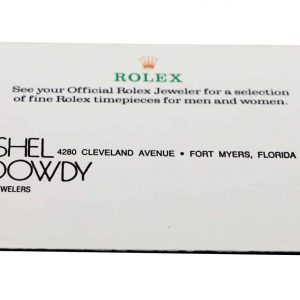 ROLEX
See your Official Rolex Jeweler for a selection
of fine Rolex timepieces for men and women.
SHEL
DOWDY
4280 CLEVELAND AVENUE • FORT MYERS, FLORIDA